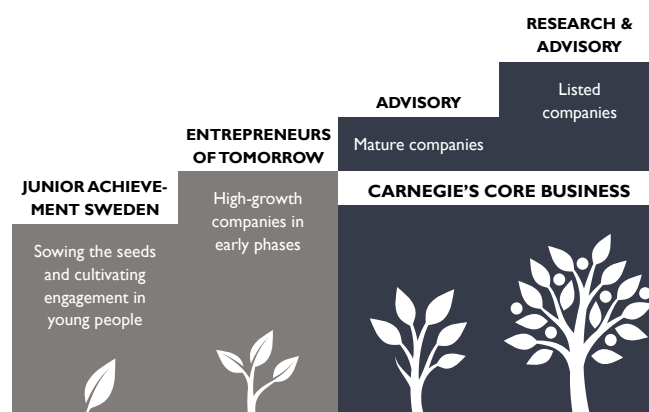 JUNIOR ACHIEVE-
MENT SWEDEN
Sowing the seeds
and cultivating
engagement in
young people
ENTREPRENEURS
OF TOMORROW
High-growth
companies in
early phases
ADVISORY
Mature companies
RESEARCH &
ADVISORY
Listed
companies
CARNEGIE’S CORE BUSINESS